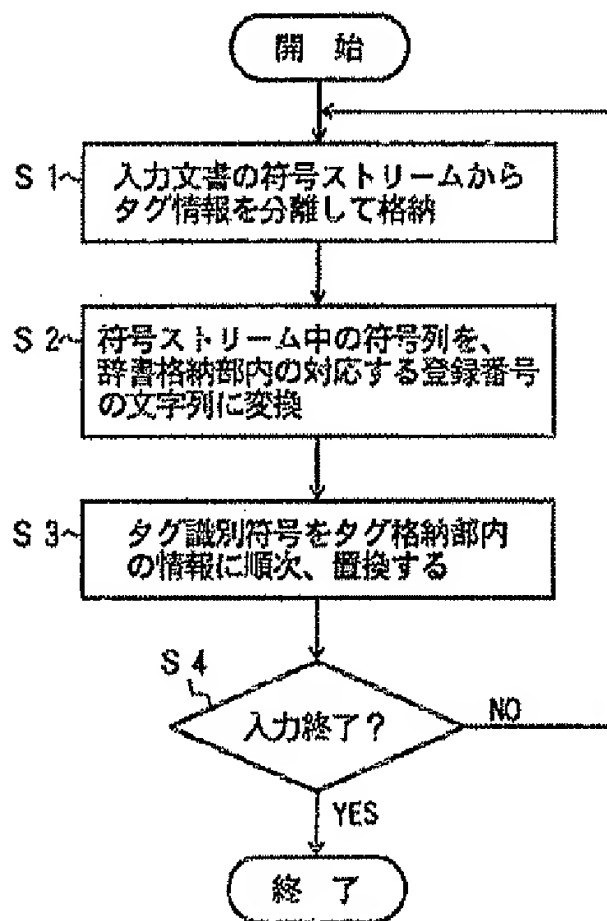 開 始
S 1
入力文書の符号ストリームから
タグ情報を分離して格納
S 2
符号ストリーム中の符号列を、
辞書格納部内の対応する登録番号
の文字列に変換
S 3
タグ識別符号をタグ格納部内
の情報に順次、置換する
S 4
入力終了?
NO
YES
終 了